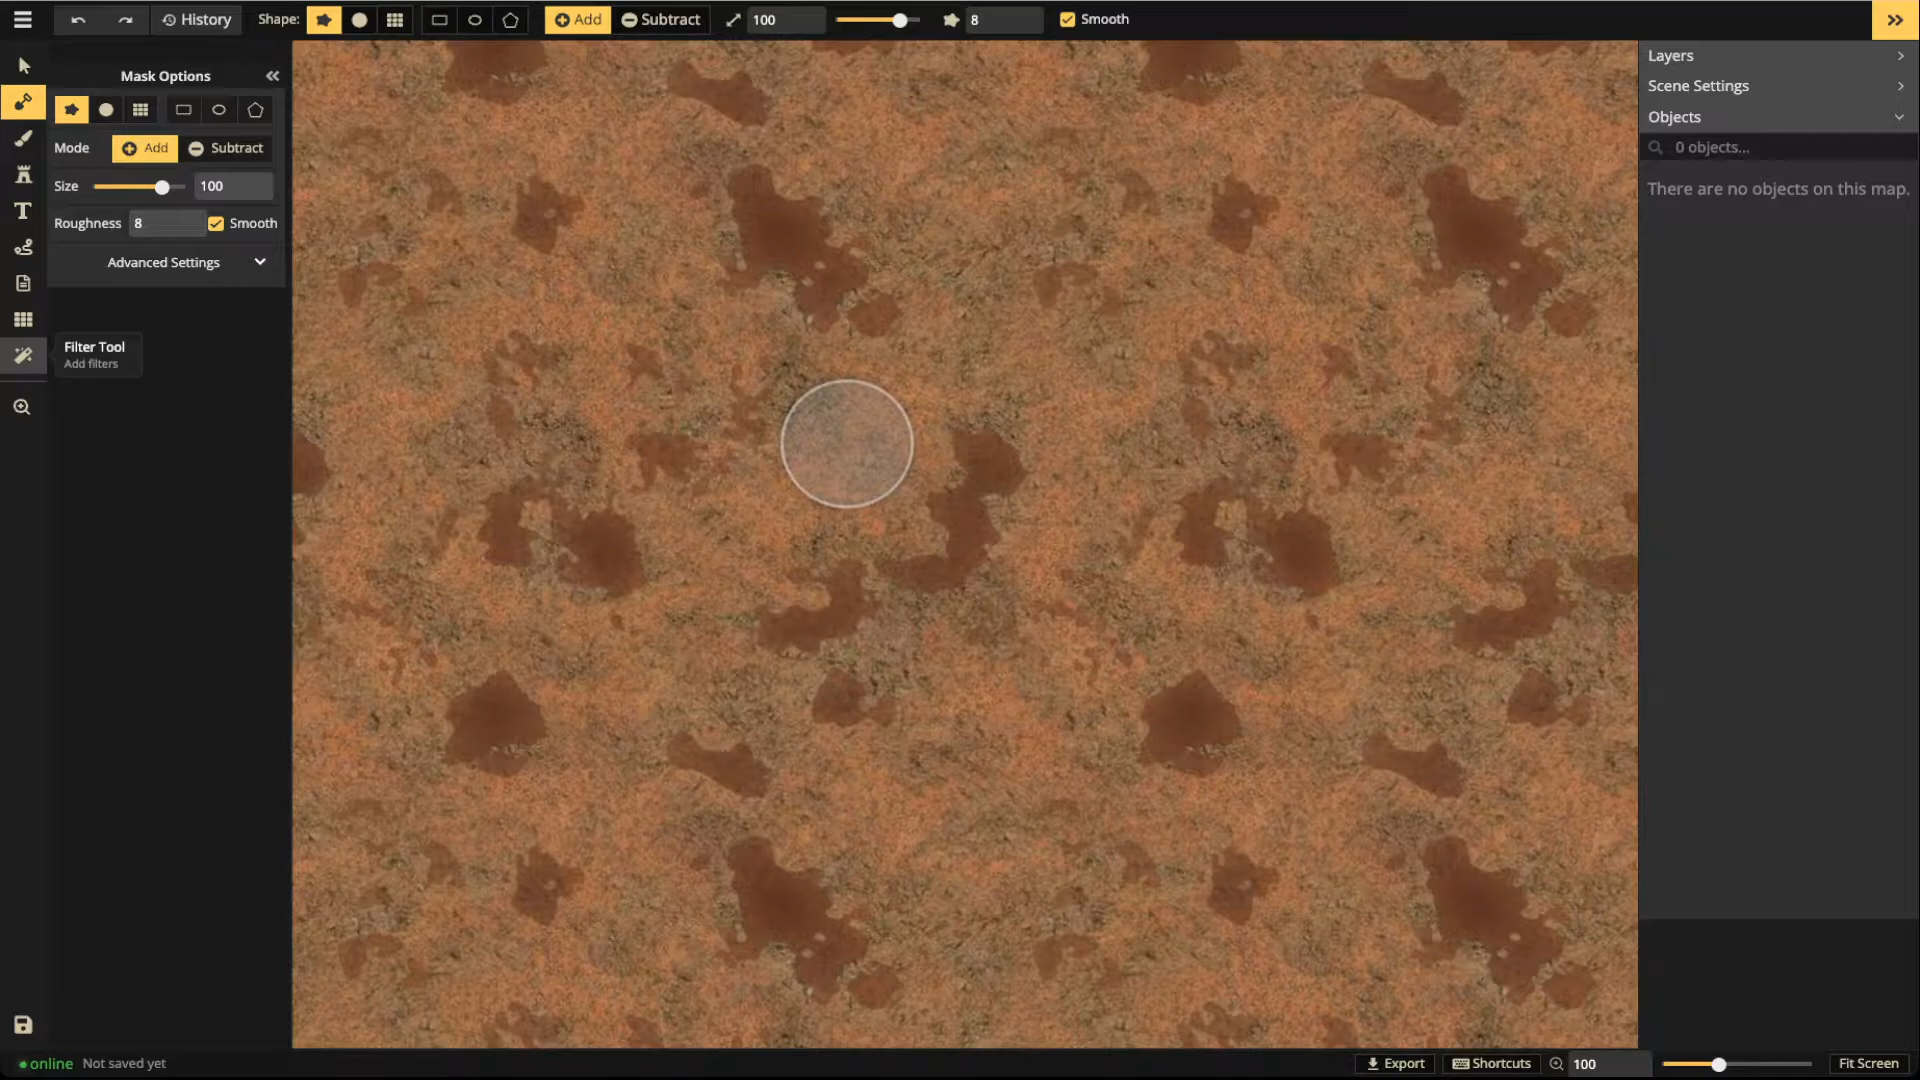 History
Shape:
Add
Subtract
100
8
Smooth
Mask Options
Mode
Add
Subtract
Size
100
Roughness
8
Smooth
Advanced Settings
Filter Tool
Add filters
Layers
Scene Settings
Objects
0 objects...
There are no objects on this map.
online
Not saved yet
Export
Shortcuts
100
Fit Screen